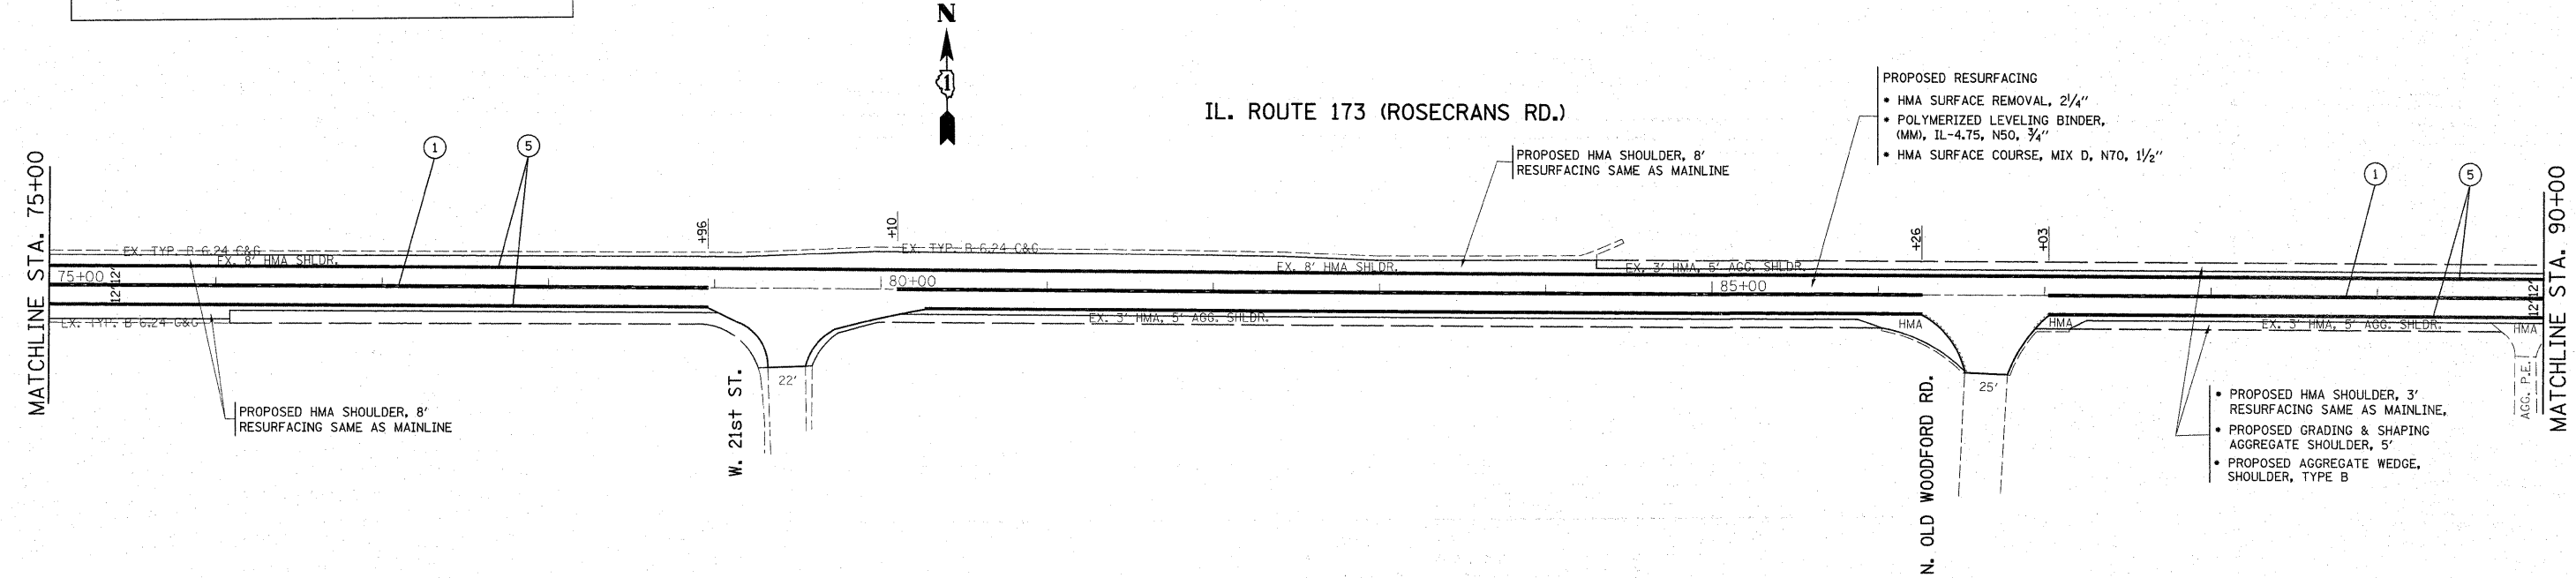 N
1
IL. ROUTE 173 (ROSECRANS RD.)
PROPOSED RESURFACING
• HMA SURFACE REMOVAL, 2 1/4"
• POLYMERIZED LEVELING BINDER,
(MM), IL-4.75, N50, 3/4"
• HMA SURFACE COURSE, MIX D, N70, 1 1/2"
PROPOSED HMA SHOULDER, 8'
RESURFACING SAME AS MAINLINE
1
5
1
5
MATCHLINE STA. 75+00
MATCHLINE STA. 90+00
+96
+10
+26
+03
EX. TYP. B-6.24 C&G
EX. 8' HMA SHLDR.
EX. TYP. B-6.24 C&G
EX. 8' HMA SHLDR.
EX. 3' HMA, 5' AGG. SHLDR.
75+00
12'
12'
80+00
85+00
12'
12'
EX. TYP. B-6.24 C&G
EX. 3' HMA, 5' AGG. SHLDR.
HMA
HMA
EX. 3' HMA, 5' AGG. SHLDR.
HMA
22'
25'
W. 21st ST.
N. OLD WOODFORD RD.
AGG. P.E.
PROPOSED HMA SHOULDER, 8'
RESURFACING SAME AS MAINLINE
• PROPOSED HMA SHOULDER, 3'
RESURFACING SAME AS MAINLINE,
• PROPOSED GRADING & SHAPING
AGGREGATE SHOULDER, 5'
• PROPOSED AGGREGATE WEDGE,
SHOULDER, TYPE B